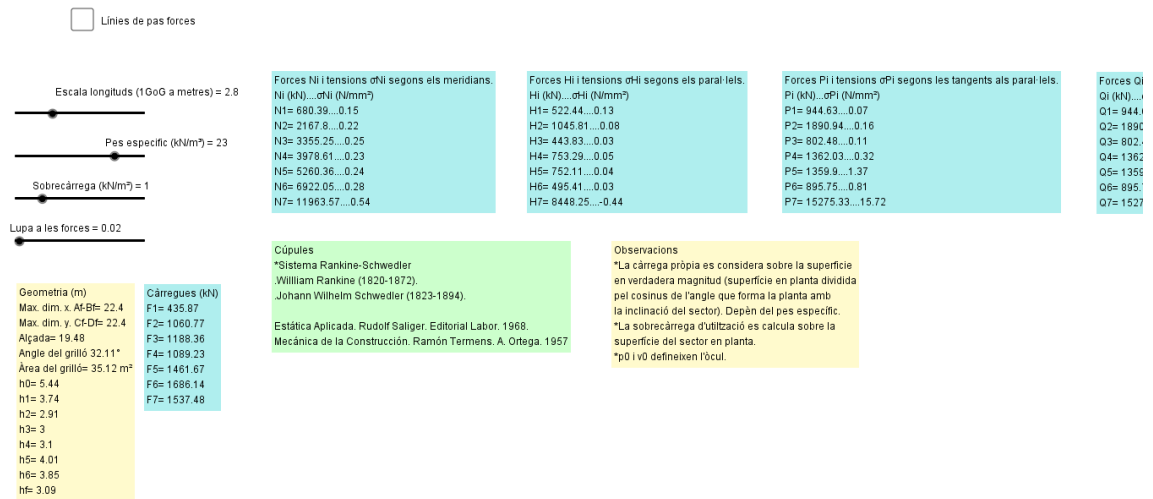 Línies de pas forces
Escala longituds (1GoG a metres) = 2.8
Pes especific (kN/m³) = 23
Sobrecàrrega (kN/m²) = 1
Lupa a les forces = 0.02
Geometria (m)
Max. dim. x. Af-Bf= 22.4
Max. dim. y. Cf-Df= 22.4
Alçada= 19.48
Angle del grilló 32.11°
Àrea del grilló= 35.12 m²
h0= 5.44
h1= 3.74
h2= 2.91
h3= 3
h4= 3.1
h5= 4.01
h6= 3.85
hf= 3.09
Càrregues (kN)
F1= 435.87
F2= 1060.77
F3= 1188.36
F4= 1089.23
F5= 1461.67
F6= 1686.14
F7= 1537.48
Forces Ni i tensions σNi segons els meridians.
Ni (kN)....σNi (N/mm²)
N1= 680.39....0.15
N2= 2167.8....0.22
N3= 3355.25....0.25
N4= 3978.61....0.23
N5= 5260.36....0.24
N6= 6922.05....0.28
N7= 11963.57....0.54
Forces Hi i tensions σHi segons els paral·lels.
Hi (kN)....σHi (N/mm²)
H1= 522.44....0.13
H2= 1045.81....0.08
H3= 443.83....0.03
H4= 753.29....0.05
H5= 752.11....0.04
H6= 495.41....0.03
H7= 8448.25....-0.44
Forces Pi i tensions σPi segons les tangents als paral·lels.
Pi (kN)...σPi (N/mm²)
P1= 944.63....0.07
P2= 1890.94....0.16
P3= 802.48....0.11
P4= 1362.03....0.32
P5= 1359.9....1.37
P6= 895.75....0.81
P7= 15275.33....15.72
Forces Qi
Qi (kN)....
Q1= 944.
Q2= 1890
Q3= 802.
Q4= 1362
Q5= 1359
Q6= 895.
Q7= 1527
Cúpules
*Sistema Rankine-Schwedler
.Willliam Rankine (1820-1872).
.Johann Wilhelm Schwedler (1823-1894).
Estática Aplicada. Rudolf Saliger. Editorial Labor. 1968.
Mecánica de la Construcción. Ramón Termens. A. Ortega. 1957
Observacions
*La càrrega pròpia es considera sobre la superficie
en verdadera magnitud (superfície en planta dividida
pel cosinus de l'angle que forma la planta amb
la inclinació del sector). Depèn del pes específic.
*La sobrecàrrega d'utiltzació es calcula sobre la
superfície del sector en planta.
*p0 i v0 defineixen l'òcul.